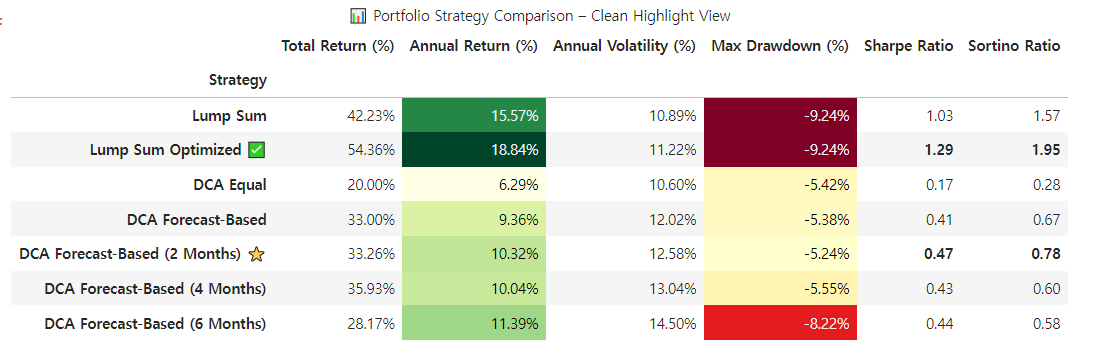 📊 Portfolio Strategy Comparison – Clean Highlight View
Total Return (%) Annual Return (%) Annual Volatility (%) Max Drawdown (%) Sharpe Ratio Sortino Ratio
Strategy
Lump Sum 42.23% 15.57% 10.89% -9.24% 1.03 1.57
Lump Sum Optimized ✅ 54.36% 18.84% 11.22% -9.24% 1.29 1.95
DCA Equal 20.00% 6.29% 10.60% -5.42% 0.17 0.28
DCA Forecast-Based 33.00% 9.36% 12.02% -5.38% 0.41 0.67
DCA Forecast-Based (2 Months) ⭐ 33.26% 10.32% 12.58% -5.24% 0.47 0.78
DCA Forecast-Based (4 Months) 35.93% 10.04% 13.04% -5.55% 0.43 0.60
DCA Forecast-Based (6 Months) 28.17% 11.39% 14.50% -8.22% 0.44 0.58